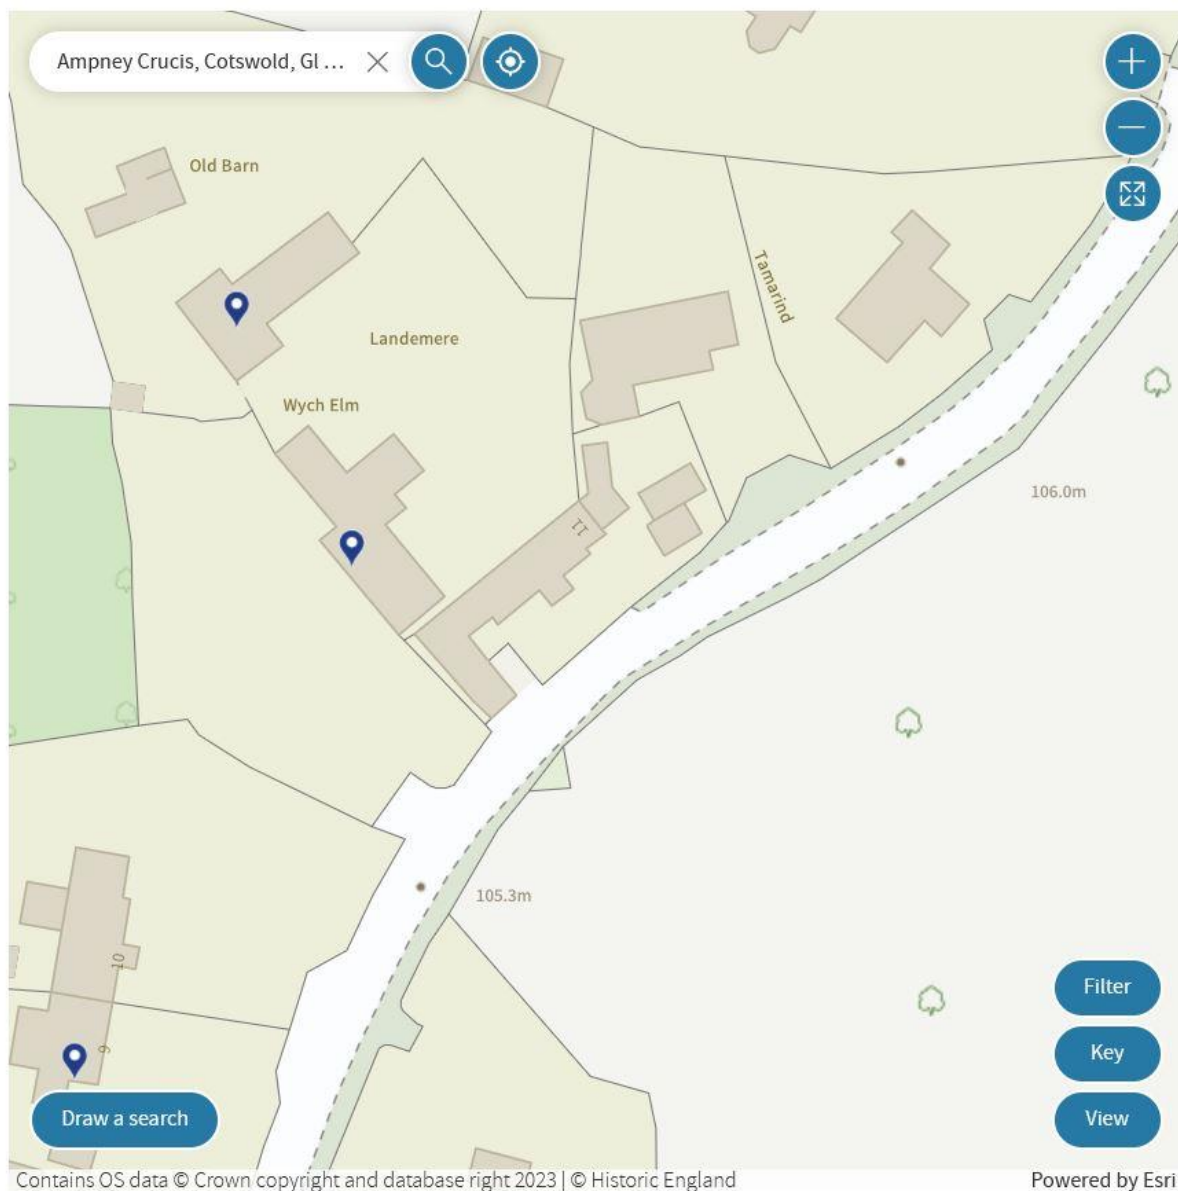 Ampney Crucis, Cotswold, Gl ...
Old Barn
Tamarind
Landemere
Wych Elm
106.0m
11
105.3m
10
9
Filter
Key
View
Draw a search
Contains OS data © Crown copyright and database right 2023 | © Historic England
Powered by Esri